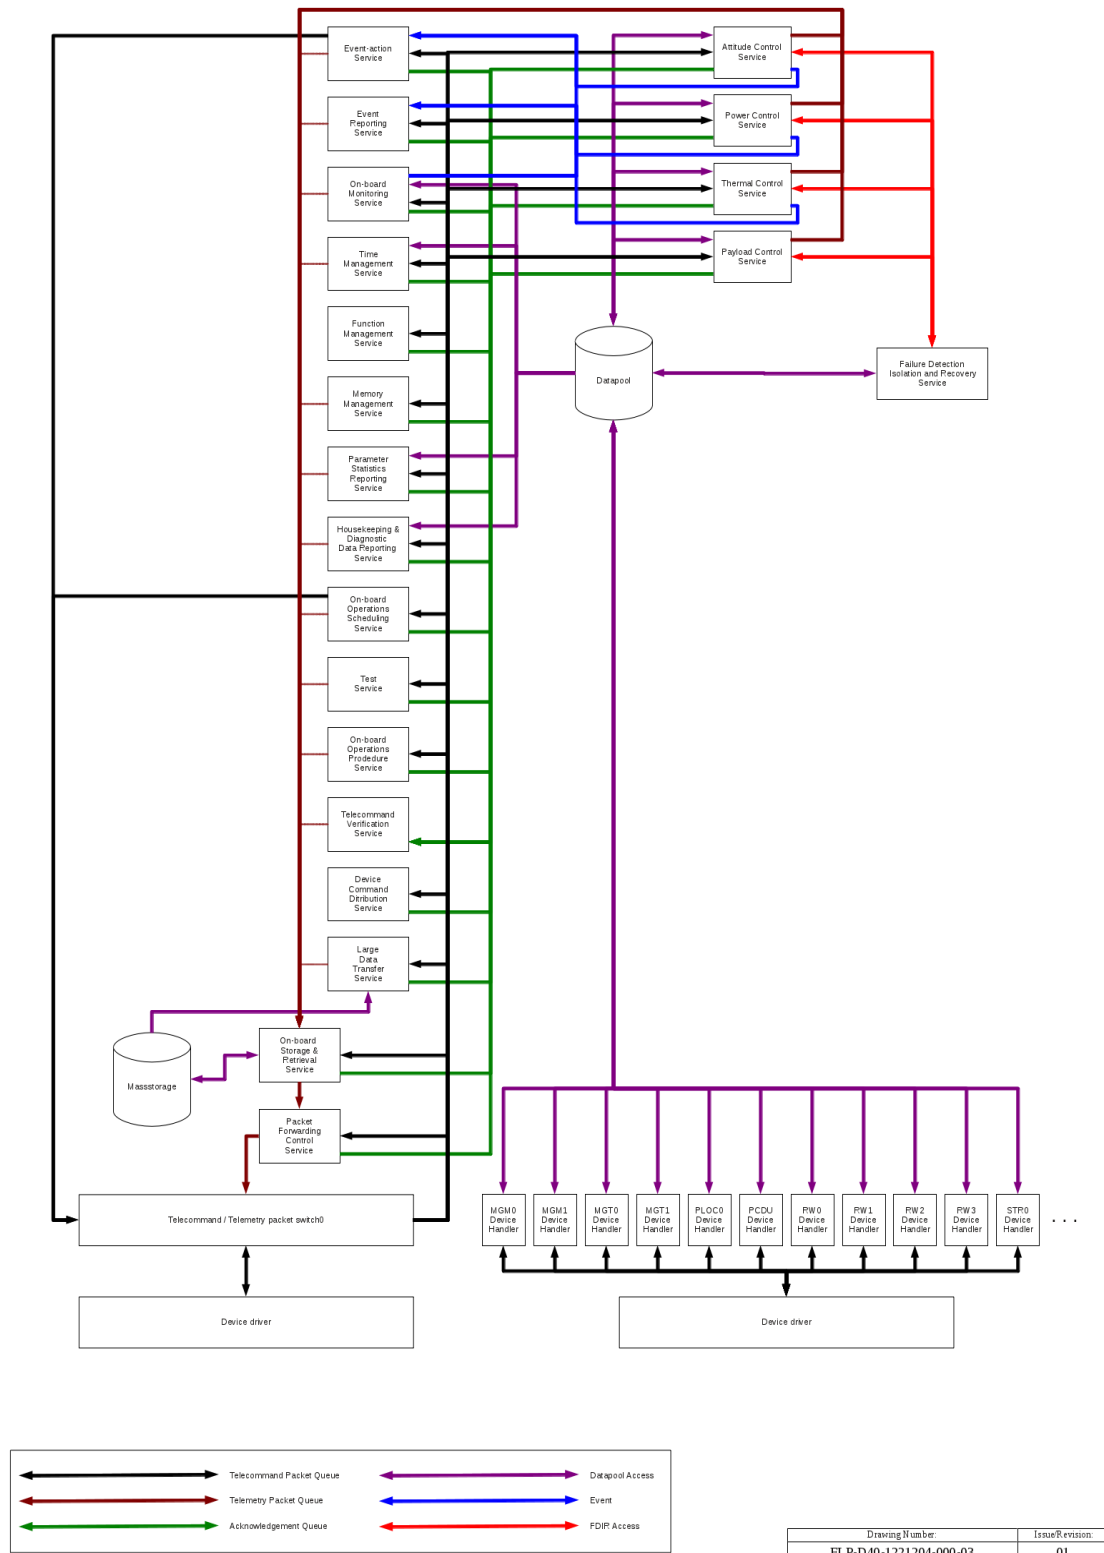 Event-action
Service
Event
Reporting
Service
On-board
Monitoring
Service
Time
Management
Service
Function
Management
Service
Memory
Management
Service
Parameter
Statistics
Reporting
Service
Housekeeping &
Diagnostic
Data Reporting
Service
On-board
Operations
Scheduling
Service
Test
Service
On-board
Operations
Prodedure
Service
Telecommand
Verification
Service
Device
Command
Ditribution
Service
Large
Data
Transfer
Service
On-board
Storage &
Retrieval
Service
Packet
Forwarding
Control
Service
Massstorage
Telecommand / Telemetry packet switch0
Device driver
Attitude Control
Service
Power Control
Service
Thermal Control
Service
Payload Control
Service
Datapool
Failure Detection
Isolation and Recovery
Service
MGM0
Device
Handler
MGM1
Device
Handler
MGT0
Device
Handler
MGT1
Device
Handler
PLOC0
Device
Handler
PCDU
Device
Handler
RW0
Device
Handler
RW1
Device
Handler
RW2
Device
Handler
RW3
Device
Handler
STR0
Device
Handler
. . .
Device driver
Telecommand Packet Queue
Telemetry Packet Queue
Acknowledgement Queue
Datapool Access
Event
FDIR Access
Drawing Number:
Issue/Revision:
FLP-D40-1221204-000-03
01